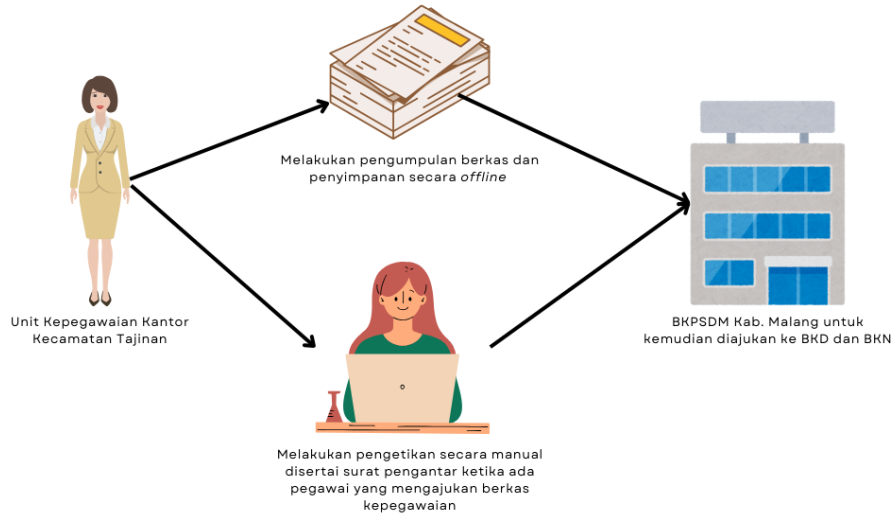 Melakukan pengumpulan berkas dan
penyimpanan secara offline
Unit Kepegawaian Kantor
Kecamatan Tajinan
BKPSDM Kab. Malang untuk
kemudian diajukan ke BKD dan BKN
Melakukan pengetikan secara manual
disertai surat pengantar ketika ada
pegawai yang mengajukan berkas
kepegawaian